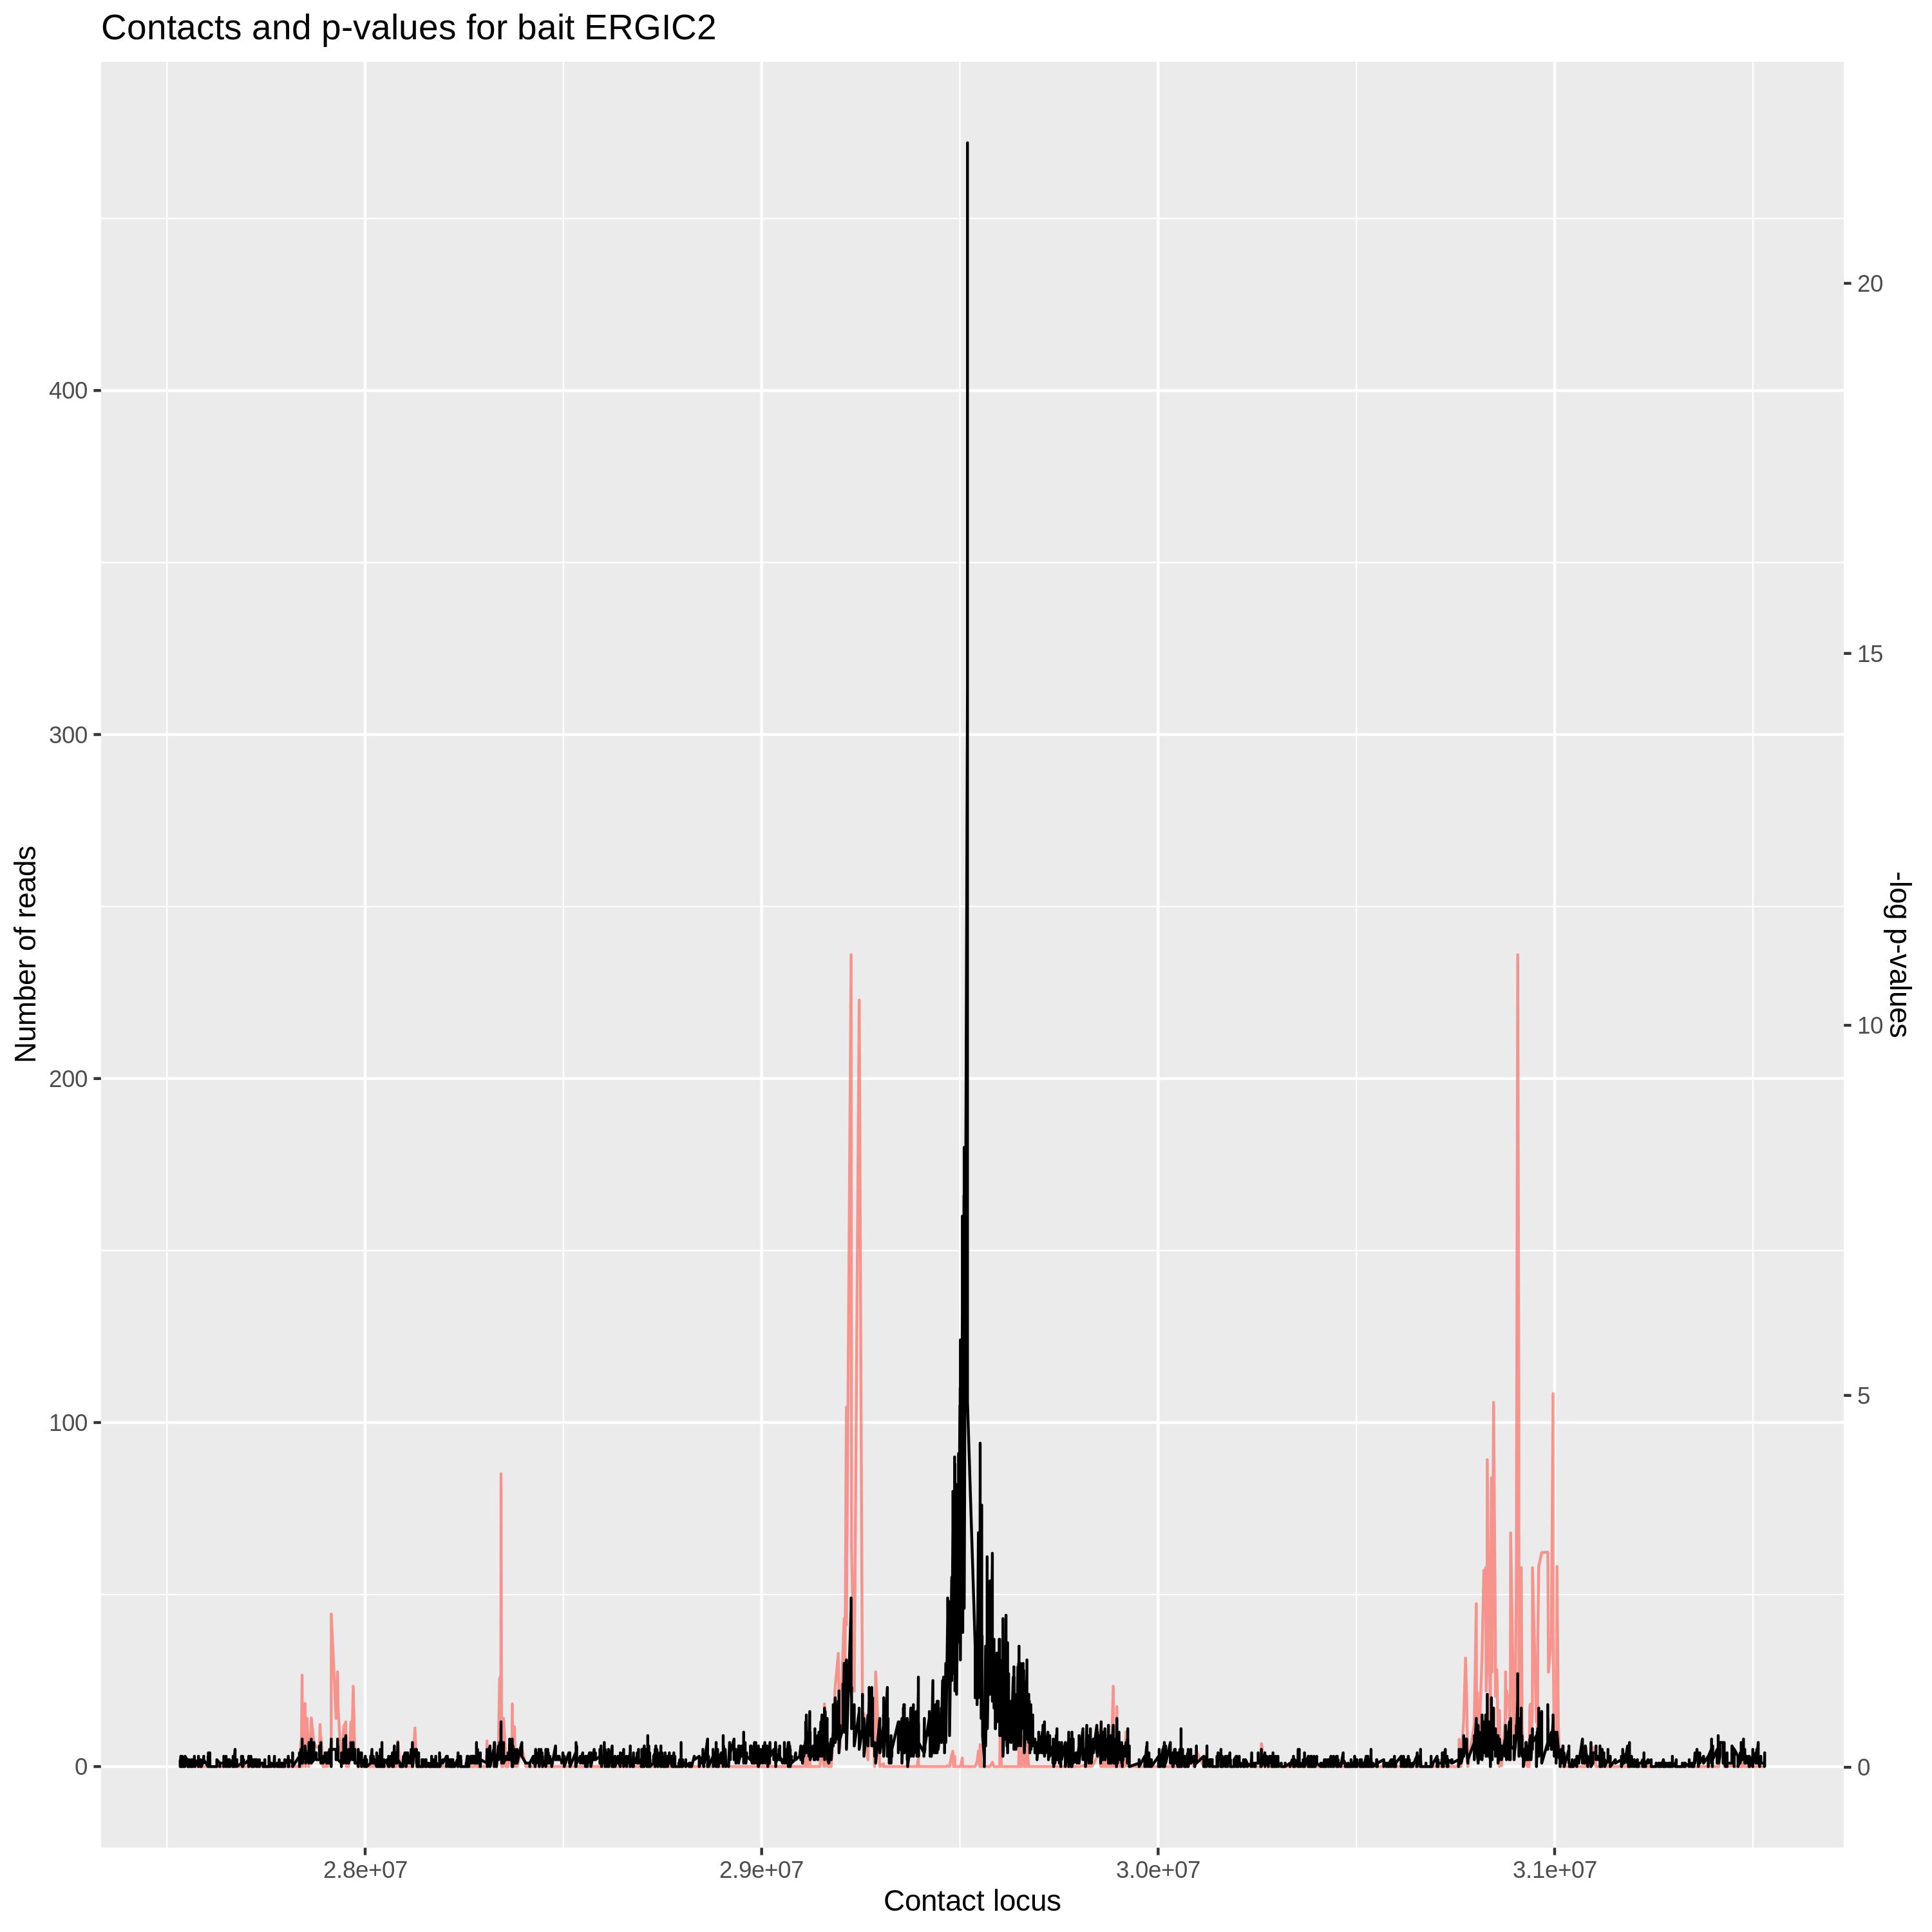 Contacts and p-values for bait ERGIC2
Number of reads
400
300
200
100
0
20
15
10
5
0
-log p-values
2.8e+07 2.9e+07 3.0e+07 3.1e+07
Contact locus